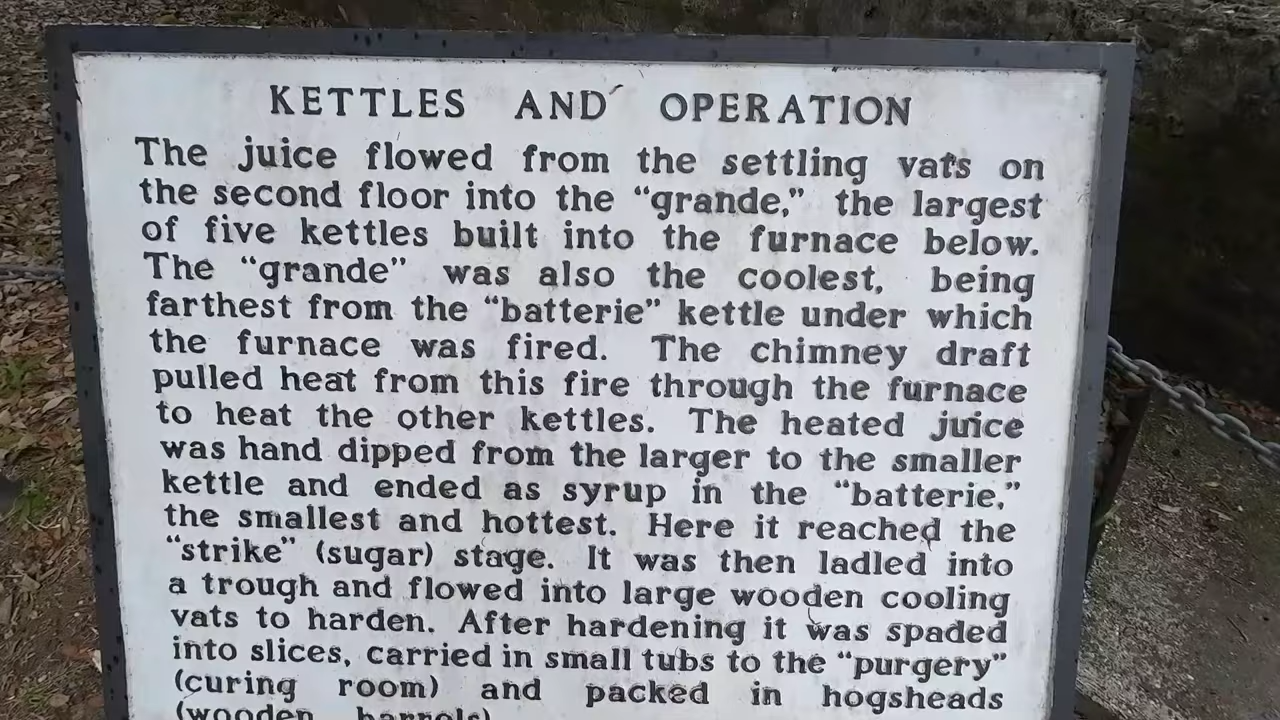 KETTLES AND OPERATION
The juice flowed from the settling vats on
the second floor into the "grande," the largest
of five kettles built into the furnace below.
The "grande" was also the coolest, being
farthest from the "batterie" kettle under which
the furnace was fired. The chimney draft
pulled heat from this fire through the furnace
to heat the other kettles. The heated juice
was hand dipped from the larger to the smaller
kettle and ended as syrup in the "batterie,"
the smallest and hottest. Here it reached the
"strike" (sugar) stage. It was then ladled into
a trough and flowed into large wooden cooling
vats to harden. After hardening it was spaded
into slices, carried in small tubs to the "purgery"
(curing room) and packed in hogsheads
(wooden barrels)